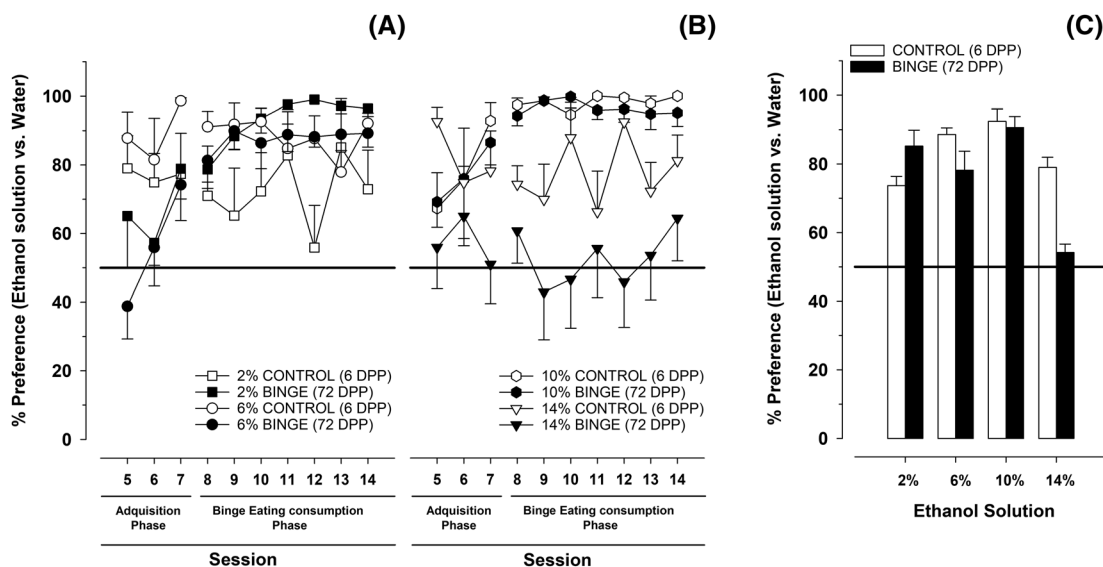 (A)
(B)
(C)
% Preference (Ethanol solution vs. Water)
100
80
60
40
20
0
2% CONTROL (6 DPP)
2% BINGE (72 DPP)
6% CONTROL (6 DPP)
6% BINGE (72 DPP)
5 6 7 8 9 10 11 12 13 14
Adquisition Phase
Binge Eating consumption Phase
Session
10% CONTROL (6 DPP)
10% BINGE (72 DPP)
14% CONTROL (6 DPP)
14% BINGE (72 DPP)
5 6 7 8 9 10 11 12 13 14
Adquisition Phase
Binge Eating consumption Phase
Session
CONTROL (6 DPP)
BINGE (72 DPP)
% Preference (Ethanol solution vs. Water)
100
80
60
40
20
0
2% 6% 10% 14%
Ethanol Solution